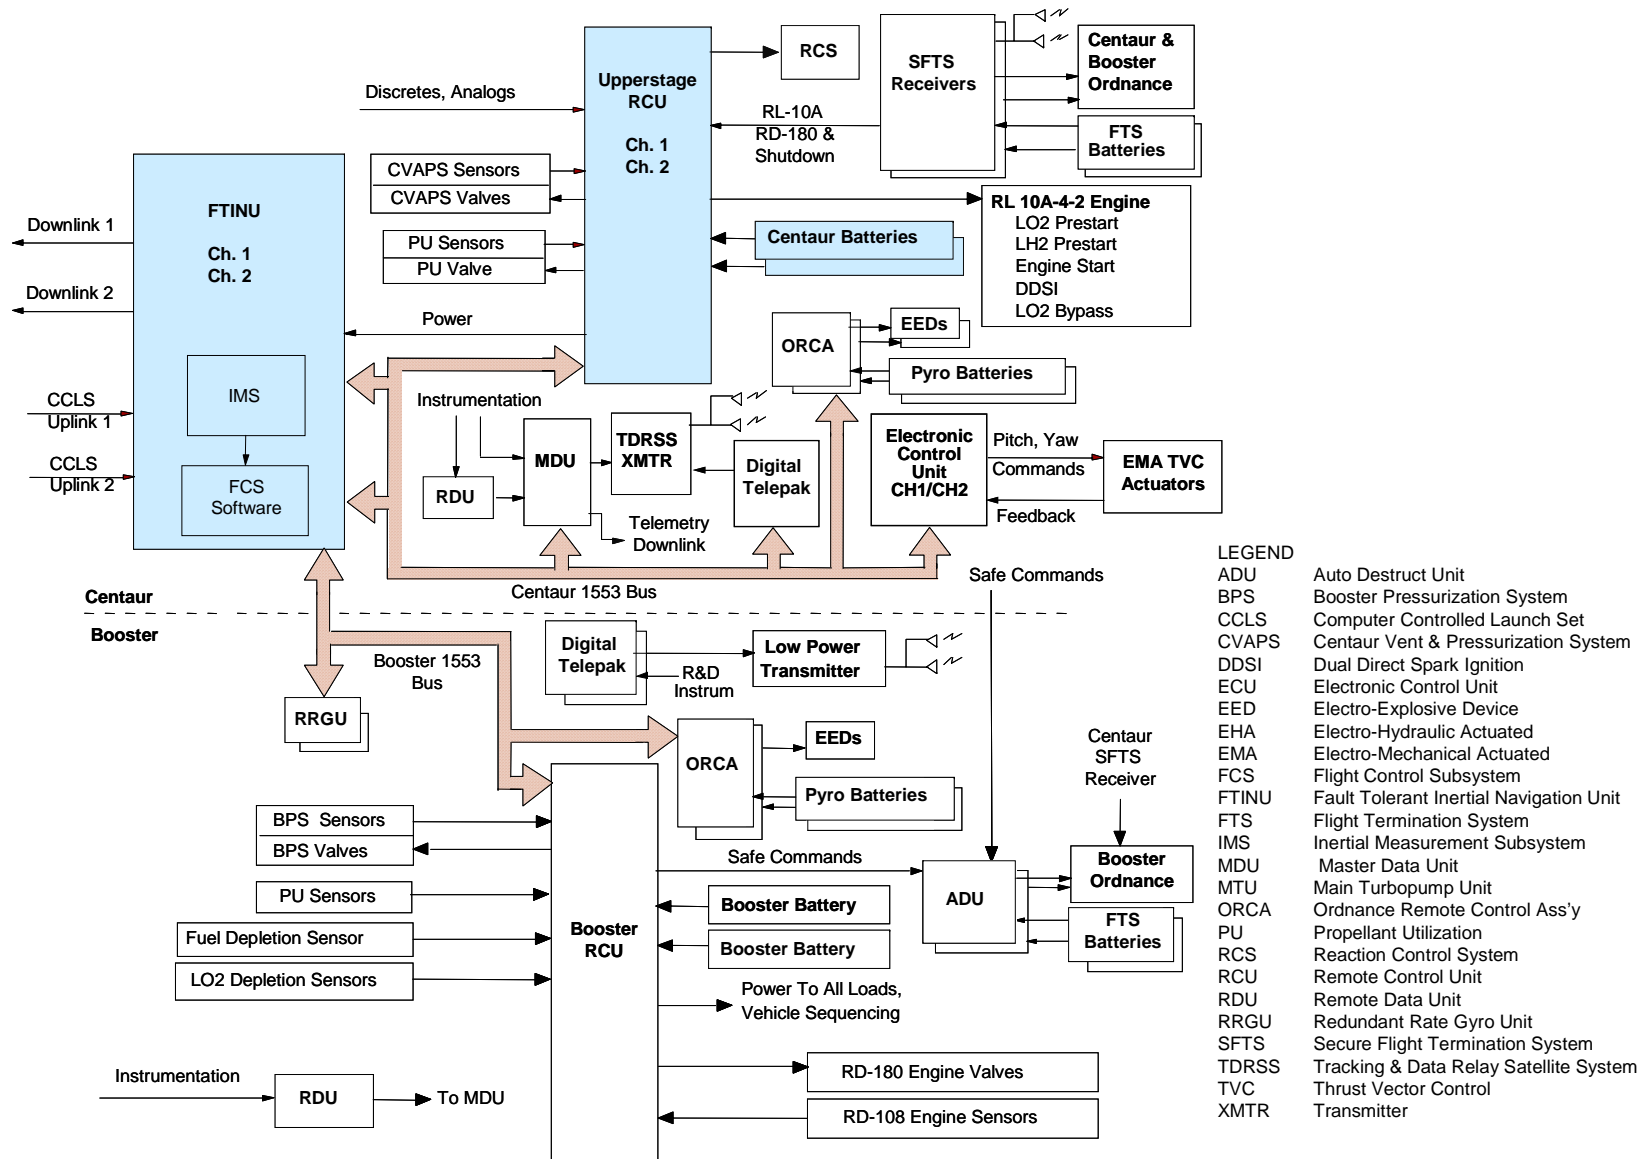 Upperstage
RCU
Ch. 1
Ch. 2
RCS
SFTS
Receivers
Centaur &
Booster
Ordnance
FTS
Batteries
Discretes, Analogs
RL-10A
RD-180 &
Shutdown
CVAPS Sensors
CVAPS Valves
PU Sensors
PU Valve
Centaur Batteries
RL 10A-4-2 Engine
LO2 Prestart
LH2 Prestart
Engine Start
DDSI
LO2 Bypass
FTINU
Ch. 1
Ch. 2
Downlink 1
Downlink 2
Power
IMS
FCS
Software
CCLS
Uplink 1
CCLS
Uplink 2
ORCA
EEDs
Pyro Batteries
Instrumentation
RDU
MDU
TDRSS
XMTR
Digital
Telepak
Telemetry
Downlink
Electronic
Control
Unit
CH1/CH2
Pitch, Yaw
Commands
Feedback
EMA TVC
Actuators
Centaur 1553 Bus
Safe Commands
Centaur
Booster
Booster 1553
Bus
RRGU
Digital
Telepak
R&D
Instrum
Low Power
Transmitter
ORCA
EEDs
Pyro Batteries
Centaur
SFTS
Receiver
BPS Sensors
BPS Valves
PU Sensors
Fuel Depletion Sensor
LO2 Depletion Sensors
Booster
RCU
Safe Commands
Booster Battery
Booster Battery
ADU
Booster
Ordnance
FTS
Batteries
Power To All Loads,
Vehicle Sequencing
RD-180 Engine Valves
RD-108 Engine Sensors
Instrumentation
RDU
To MDU
LEGEND
ADU Auto Destruct Unit
BPS Booster Pressurization System
CCLS Computer Controlled Launch Set
CVAPS Centaur Vent & Pressurization System
DDSI Dual Direct Spark Ignition
ECU Electronic Control Unit
EED Electro-Explosive Device
EHA Electro-Hydraulic Actuated
EMA Electro-Mechanical Actuated
FCS Flight Control Subsystem
FTINU Fault Tolerant Inertial Navigation Unit
FTS Flight Termination System
IMS Inertial Measurement Subsystem
MDU Master Data Unit
MTU Main Turbopump Unit
ORCA Ordnance Remote Control Ass'y
PU Propellant Utilization
RCS Reaction Control System
RCU Remote Control Unit
RDU Remote Data Unit
RRGU Redundant Rate Gyro Unit
SFTS Secure Flight Termination System
TDRSS Tracking & Data Relay Satellite System
TVC Thrust Vector Control
XMTR Transmitter